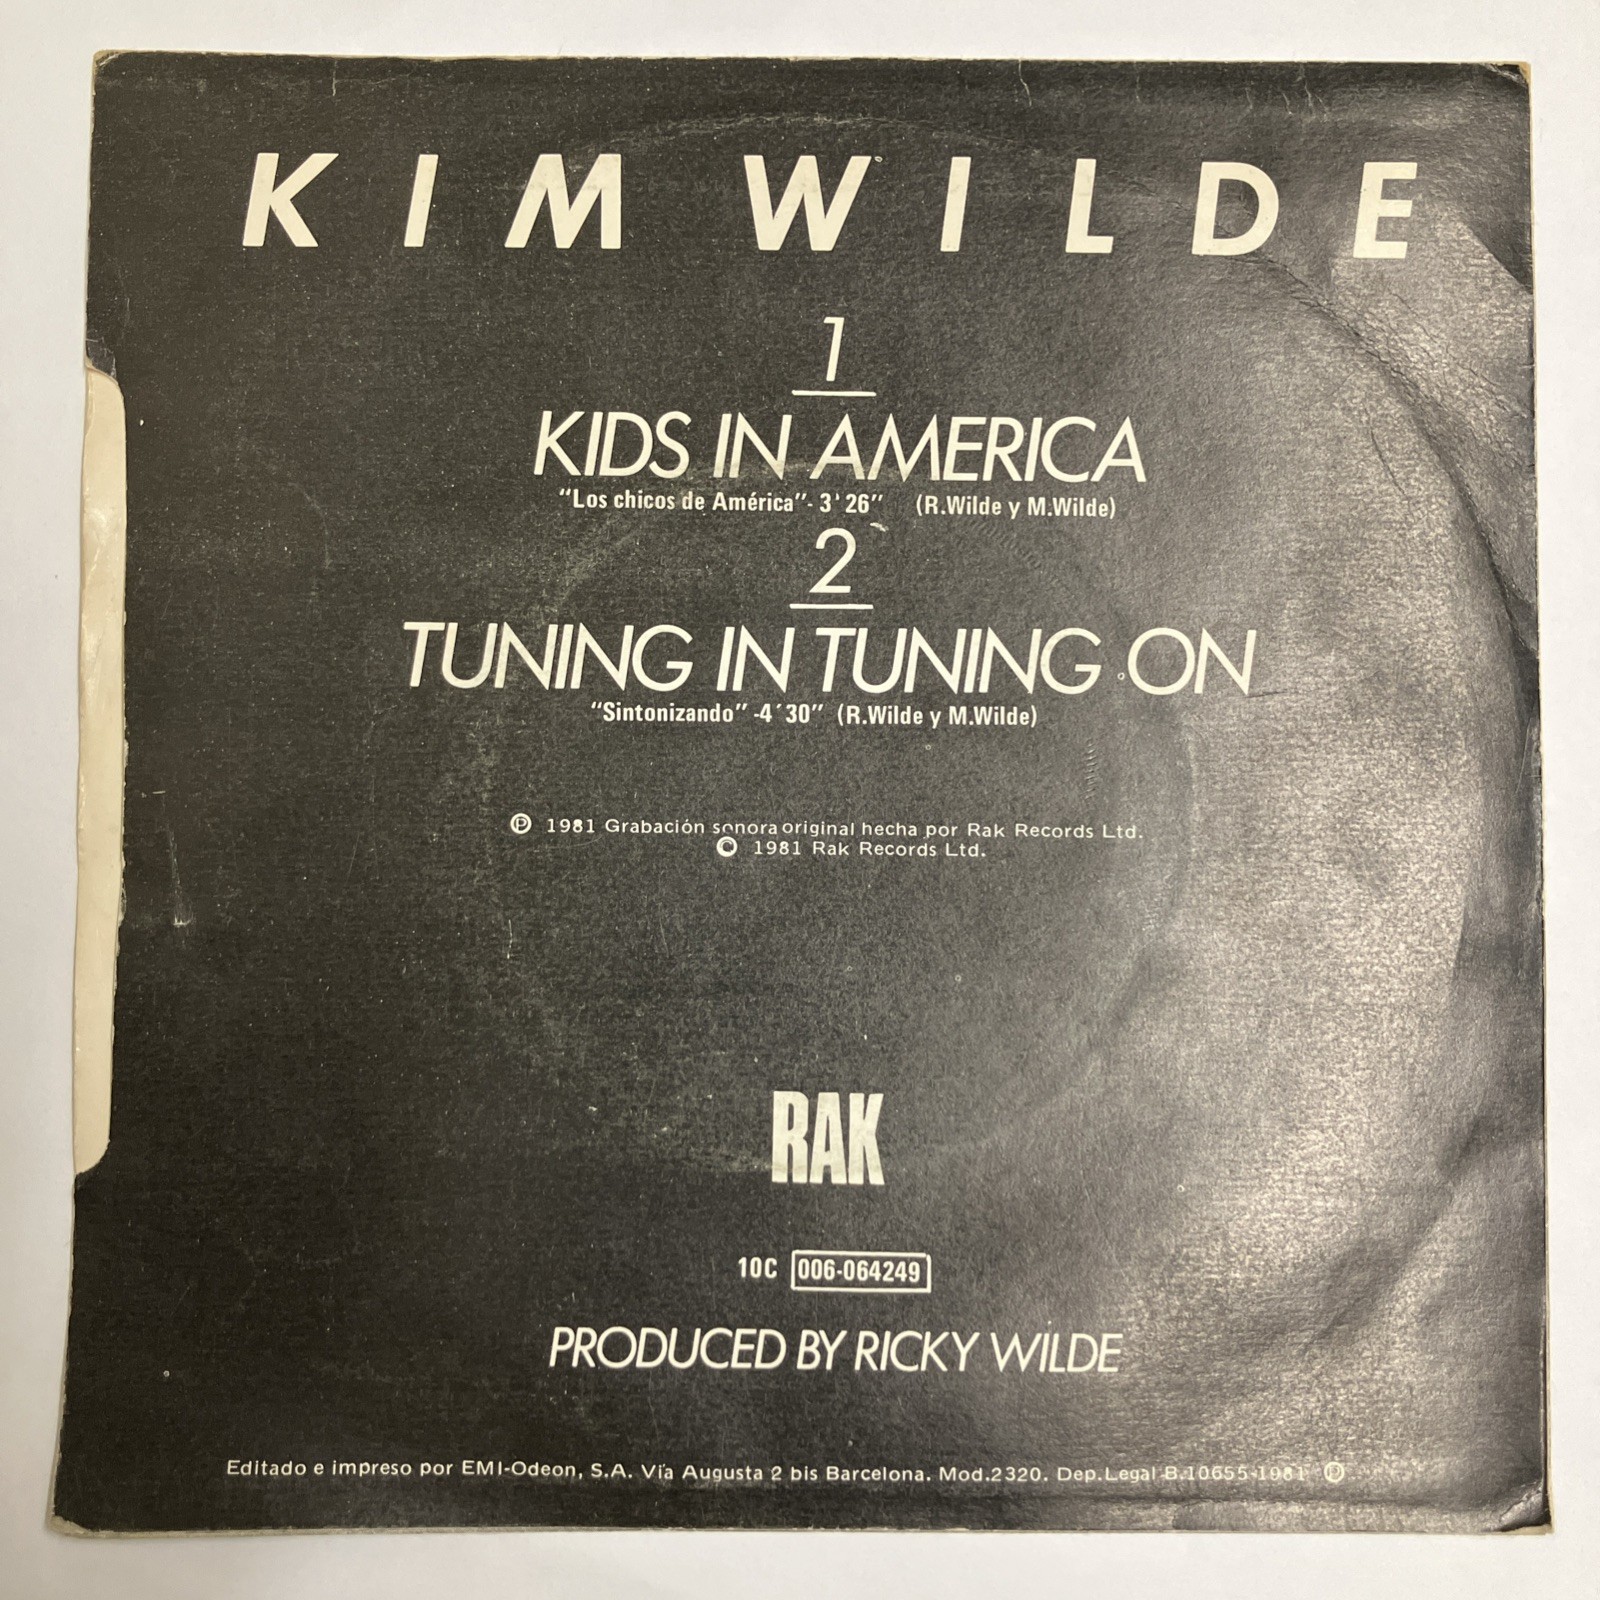 KIM WILDE
1
KIDS IN AMERICA
"Los chicos de América"- 3' 26" (R.Wilde y M.Wilde)
2
TUNING IN TUNING ON
"Sintonizando" -4'30" (R.Wilde y M.Wilde)
Ⓟ 1981 Grabación sonora original hecha por Rak Records Ltd.
© 1981 Rak Records Ltd.
RAK
10C 006-064249
PRODUCED BY RICKY WILDE
Editado e impreso por EMI-Odeon, S.A. Vía Augusta 2 bis Barcelona. Mod.2320. Dep.Legal B.10655-1981 Ⓟ